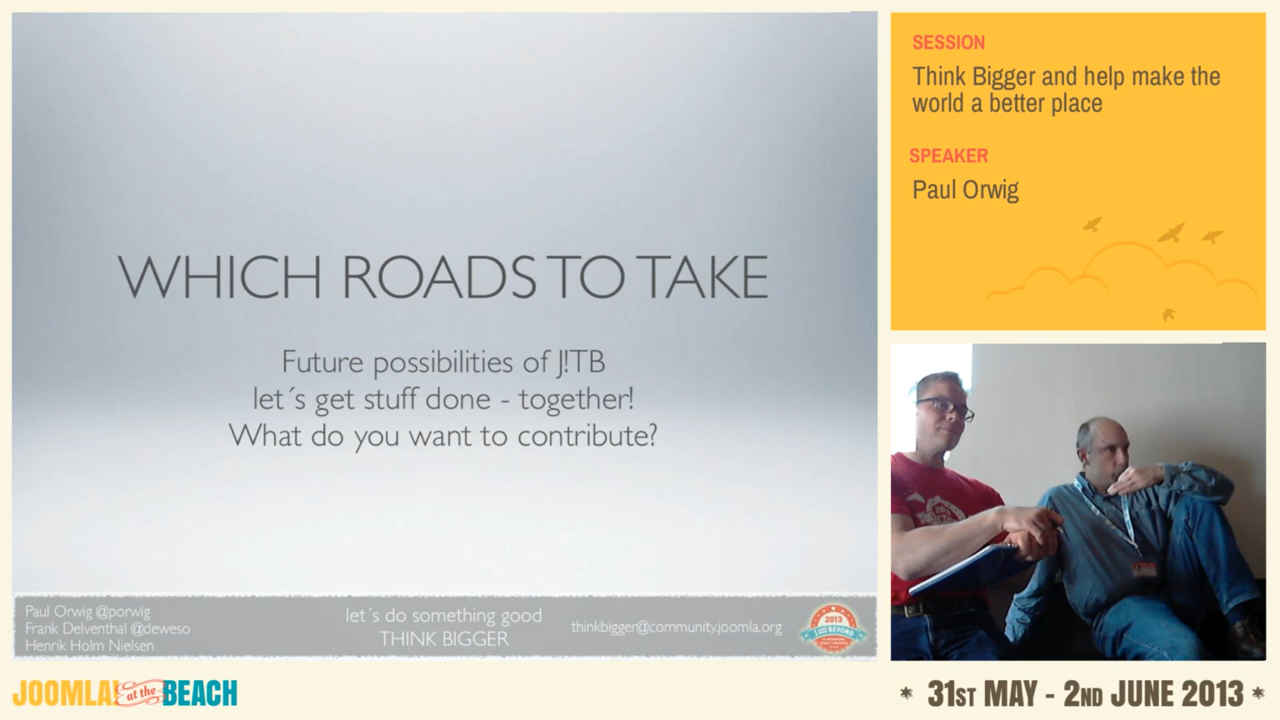 WHICH ROADS TO TAKE
Future possibilities of J!TB
let´s get stuff done - together!
What do you want to contribute?
Paul Orwig @porwig
Frank Delventhal @deweso
Henrik Holm Nielsen
let´s do something good
THINK BIGGER
thinkbigger@community.joomla.org
2013
J AND BEYOND
SESSION
Think Bigger and help make the
world a better place
SPEAKER
Paul Orwig
JOOMLA! at the BEACH
* 31ST MAY - 2ND JUNE 2013 *